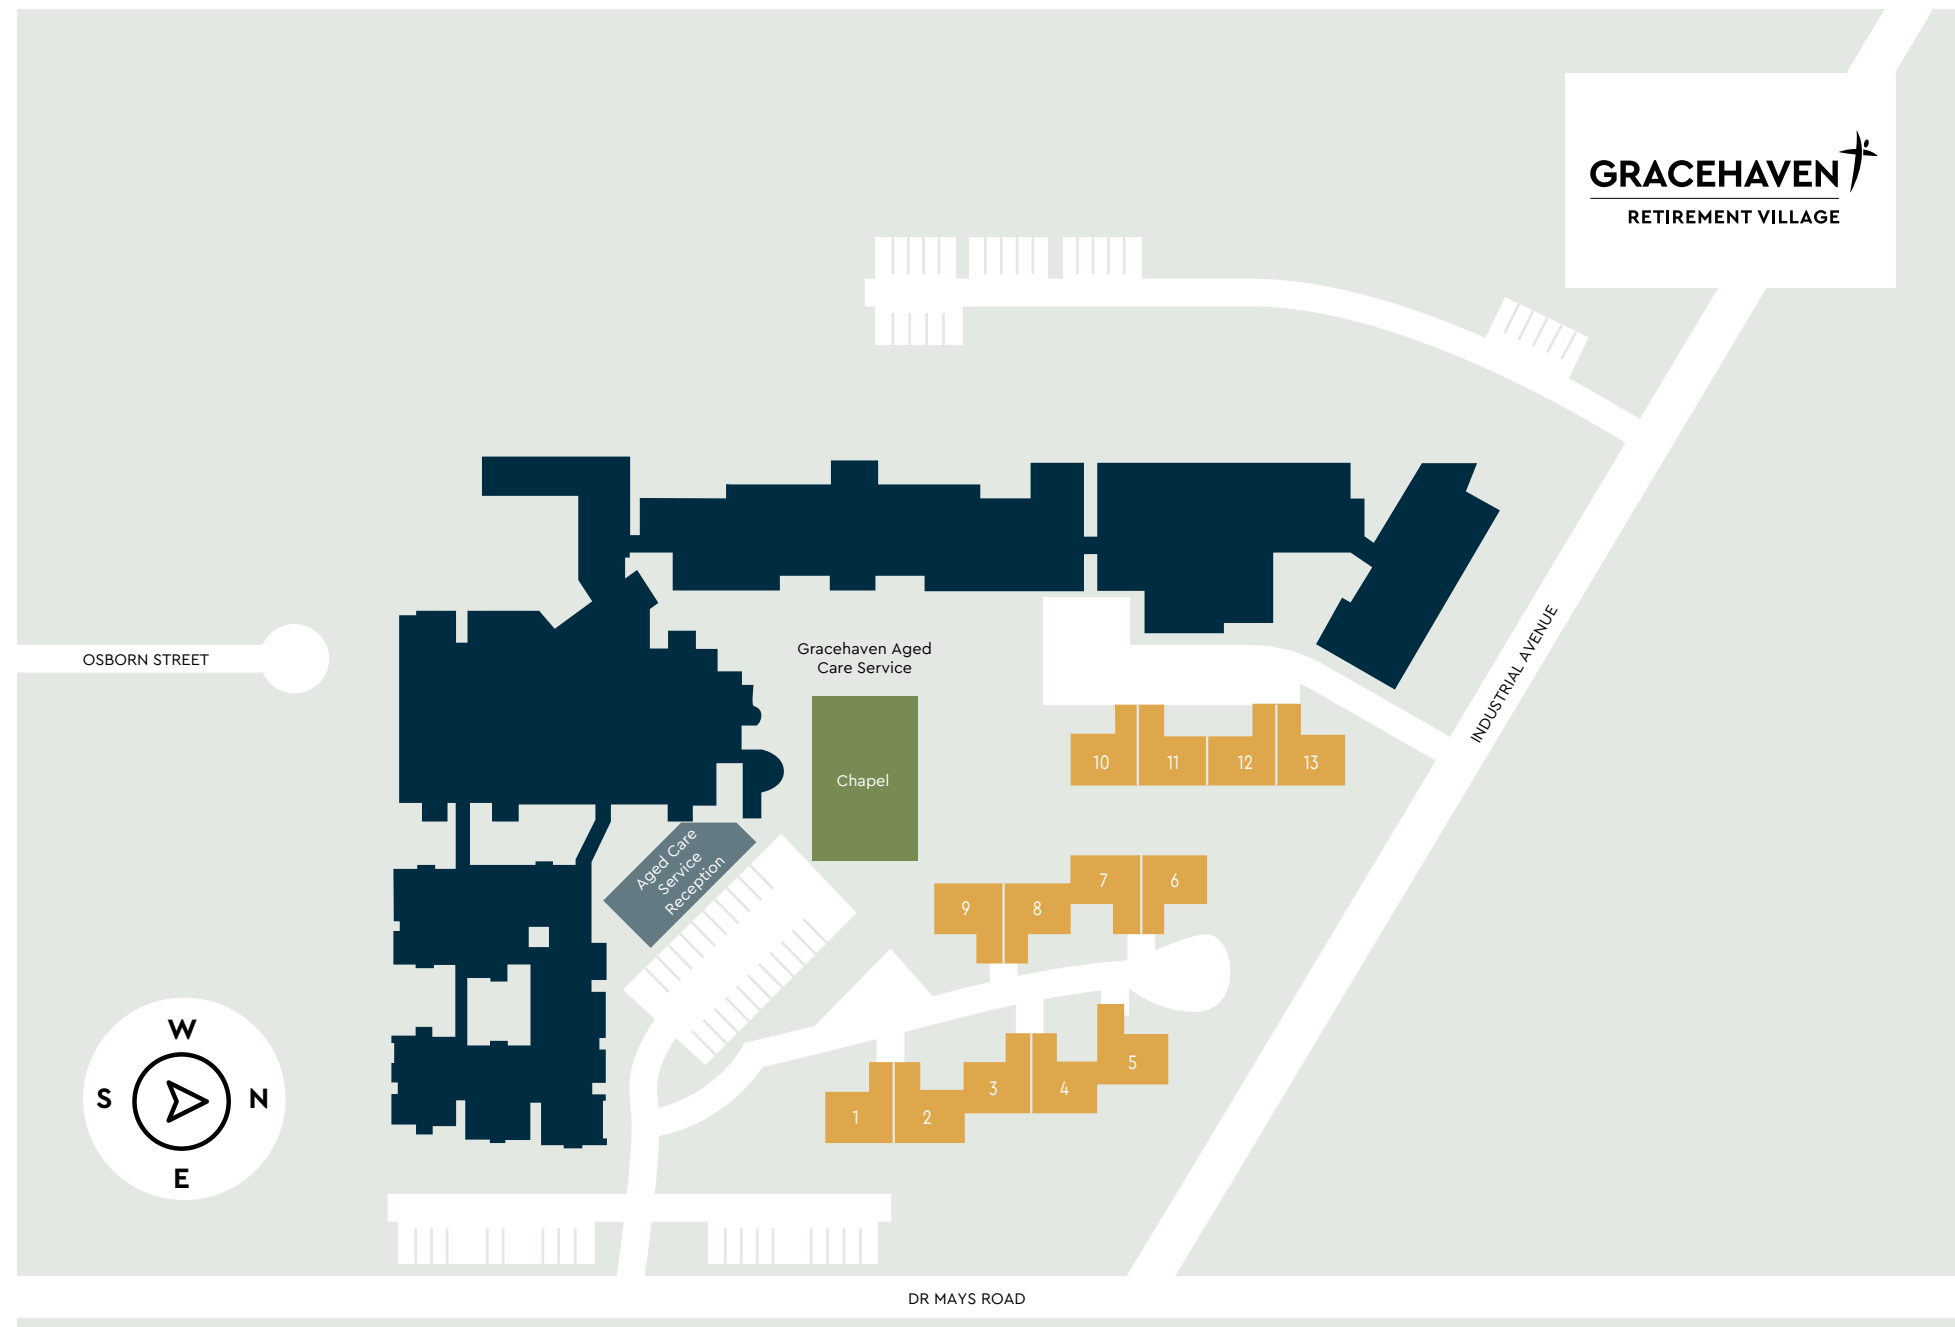 GRACEHAVEN
RETIREMENT VILLAGE
OSBORN STREET
Gracehaven Aged
Care Service
INDUSTRIAL AVENUE
Chapel
10
11
12
13
Aged Care
Service
Reception
9
8
7
6
5
3
4
1
2
W
S
N
E
DR MAYS ROAD